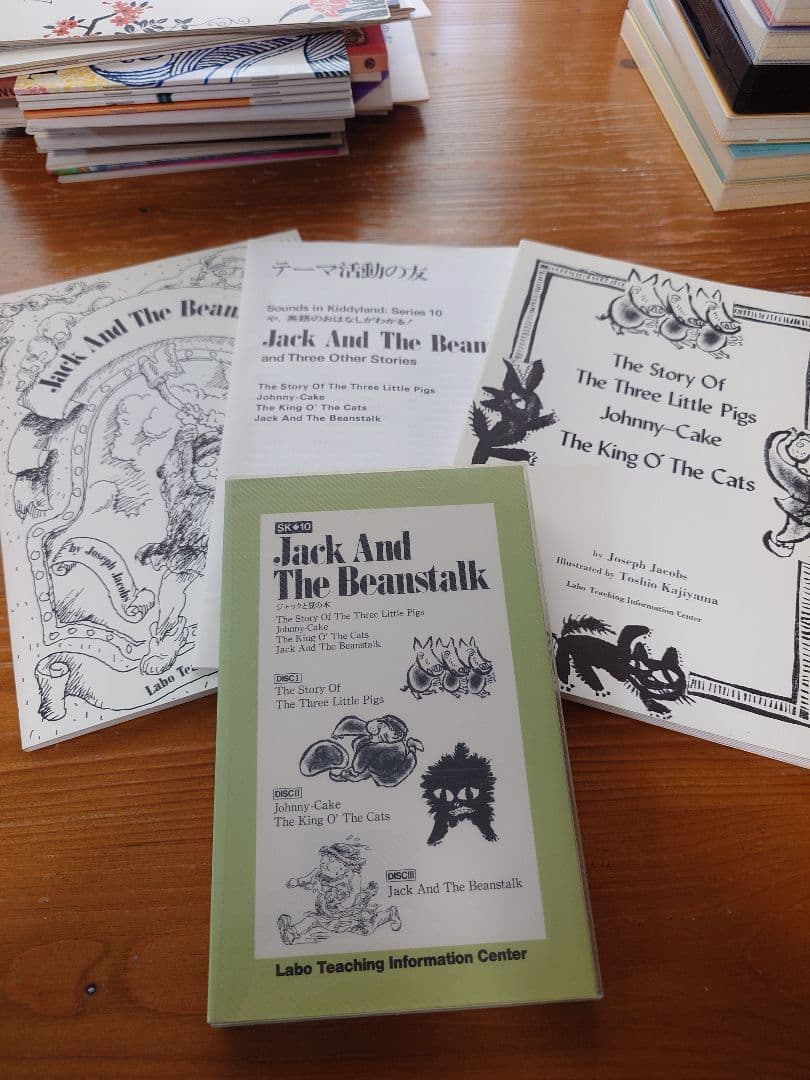 Jack And The Bean
by Joseph Jacobs
Labo Te
テーマ活動の友
Sounds in Kiddyland: Series 10
や、英語のおはなしがわかる!
Jack And The Bean
and Three Other Stories
The Story Of The Three Little Pigs
Johnny-Cake
The King O' The Cats
Jack And The Beanstalk
The Story Of
The Three Little Pigs
Johnny-Cake
The King O' The Cats
by Joseph Jacobs
Illustrated by Toshio Kajiyama
Labo Teaching Information Center
SK◆10
Jack And
The Beanstalk
ジャックと豆の木
The Story Of The Three Little Pigs
Johnny-Cake
The King O' The Cats
Jack And The Beanstalk
DISC I
The Story Of
The Three Little Pigs
DISC II
Johnny-Cake
The King O' The Cats
DISC III
Jack And The Beanstalk
Labo Teaching Information Center